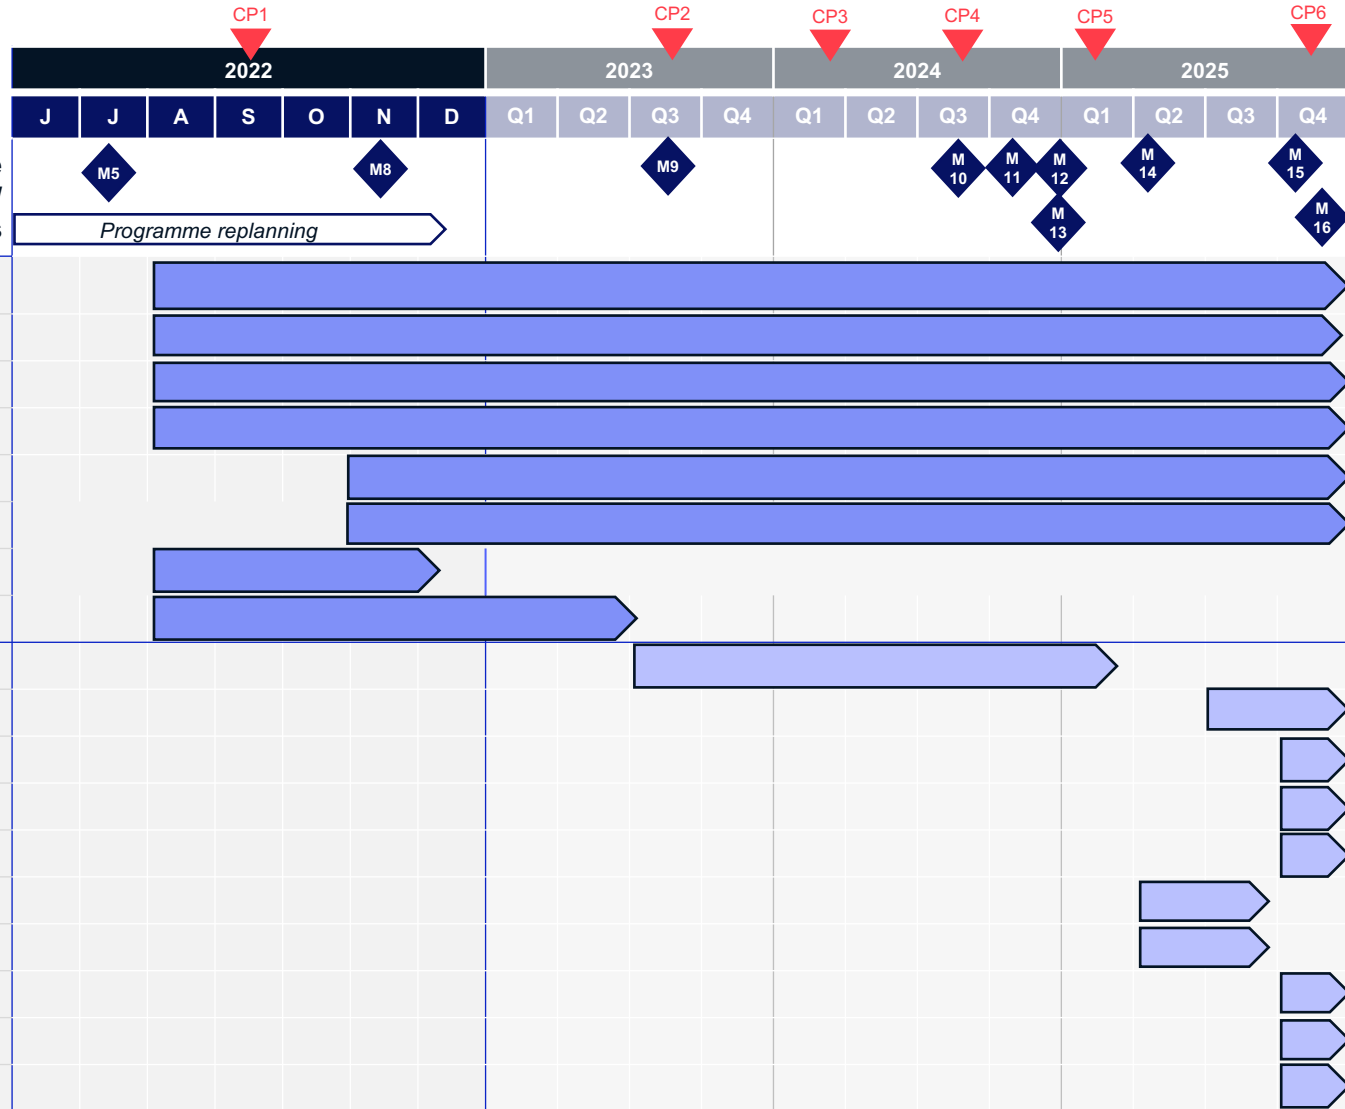 CP1 CP2 CP3 CP4 CP5 CP6
2022 2023 2024 2025
J J A S O N D Q1 Q2 Q3 Q4 Q1 Q2 Q3 Q4 Q1 Q2 Q3 Q4
M5 M8 M9
M
10
M
11
M
12
M
13
M
14
M
15
M
16
Programme replanning